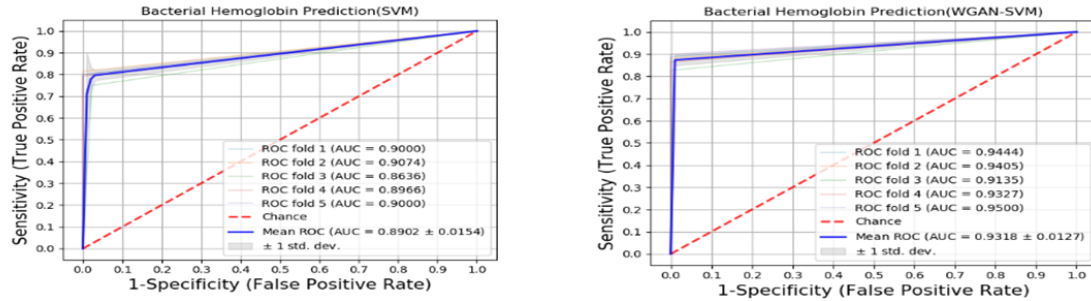 Bacterial Hemoglobin Prediction(SVM)
Sensitivity (True Positive Rate)
1.0
0.9
0.8
0.7
0.6
0.5
0.4
0.3
0.2
0.1
0.0
ROC fold 1 (AUC = 0.9000)
ROC fold 2 (AUC = 0.9074)
ROC fold 3 (AUC = 0.8636)
ROC fold 4 (AUC = 0.8966)
ROC fold 5 (AUC = 0.9000)
Chance
Mean ROC (AUC = 0.8902 ± 0.0154)
± 1 std. dev.
0.0 0.1 0.2 0.3 0.4 0.5 0.6 0.7 0.8 0.9 1.0
1-Specificity (False Positive Rate)
Bacterial Hemoglobin Prediction(WGAN-SVM)
Sensitivity (True Positive Rate)
1.0
0.9
0.8
0.7
0.6
0.5
0.4
0.3
0.2
0.1
0.0
ROC fold 1 (AUC = 0.9444)
ROC fold 2 (AUC = 0.9405)
ROC fold 3 (AUC = 0.9135)
ROC fold 4 (AUC = 0.9327)
ROC fold 5 (AUC = 0.9500)
Chance
Mean ROC (AUC = 0.9318 ± 0.0127)
± 1 std. dev.
0.0 0.1 0.2 0.3 0.4 0.5 0.6 0.7 0.8 0.9 1.0
1-Specificity (False Positive Rate)